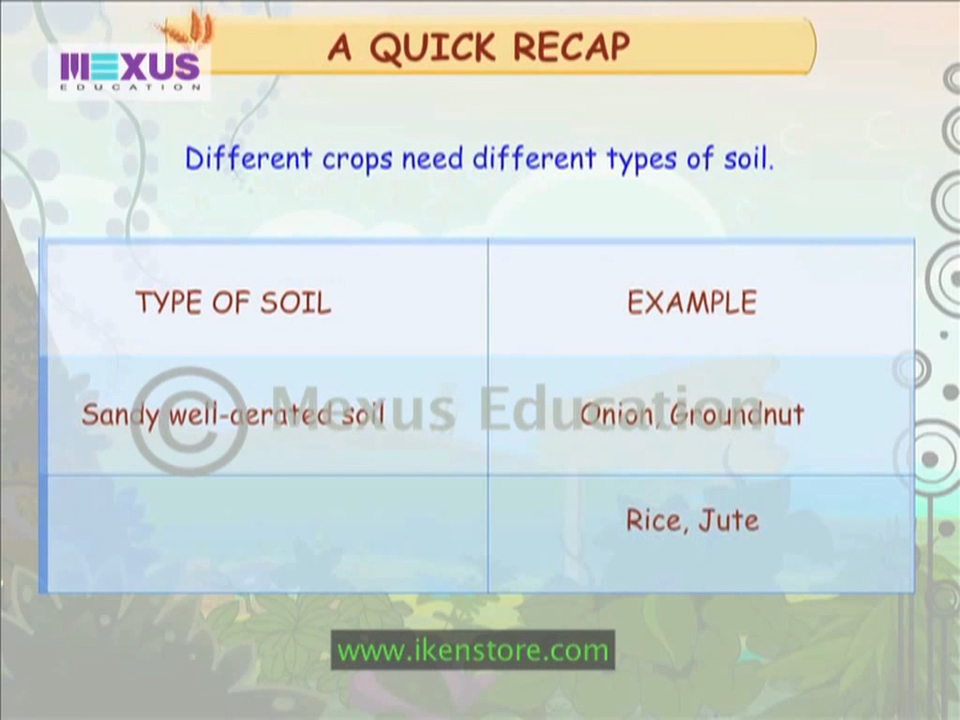 A QUICK RECAP
MEXUS
EDUCATION
Different crops need different types of soil.
TYPE OF SOIL
EXAMPLE
Sandy well-aerated soil
Onion, Groundnut
© Mexus Education
Rice, Jute
www.ikenstore.com